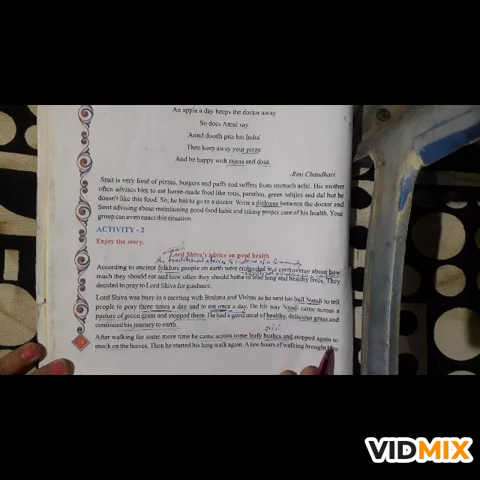 An apple a day keeps the doctor away
So does Amul say
'Amul doodh pita hai India'
Then keep away your pizza
And be happy with rajma and dosa.
-Rini Chaudhari
Smit is very fond of pizzas, burgers and puffs and suffers from stomach ache. His mother
often advises him to eat home-made food like rotis, parathas, green sabjies and dal but he
doesn't like this food. So, he has to go to a doctor. Write a dialogue between the doctor and
Smit advising about maintaining good food habit and taking proper care of his health. Your
group can even enact this situation.
ACTIVITY - 2
Enjoy the story.
Lord Shiva's advice on good health
the traditional stories of a community
According to ancient folklore people on earth were embroiled in a controversy about how
much they should eat and how often they should bathe to lead long and healthy lives. They
decided to pray to Lord Shiva for guidance.
Lord Shiva was busy in a meeting with Brahma and Vishnu so he sent his bull Nandi to tell
people to pray three times a day and to eat once a day. On his way Nandi came across a
pasture of green grass and stopped there. He had a good meal of healthy, delicious grass and
continued his journey to earth.
After walking for some more time he came across some leafy bushes and stopped again to
snack on the leaves. Then he started his long walk again. A few hours of walking brought him
VIDMIX